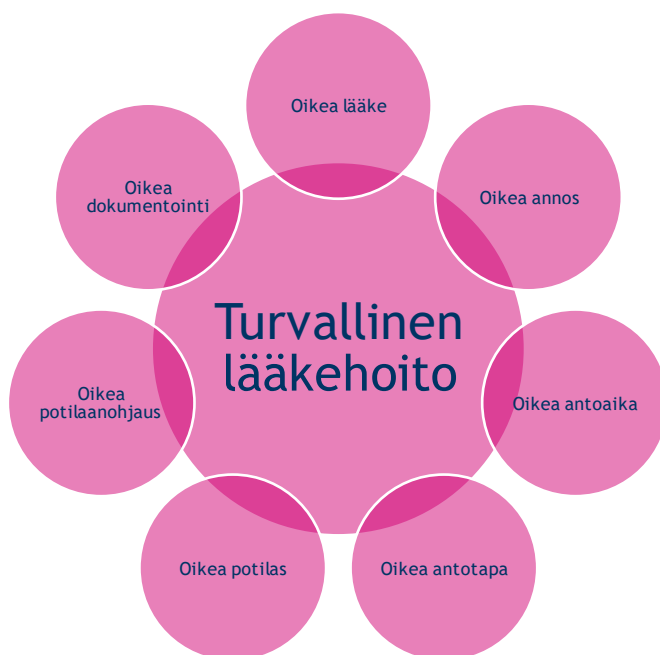 Oikea lääke
Oikea annos
Oikea antoaika
Oikea antotapa
Oikea potilas
Oikea
potilaanohjaus
Oikea
dokumentointi
Turvallinen
lääkehoito